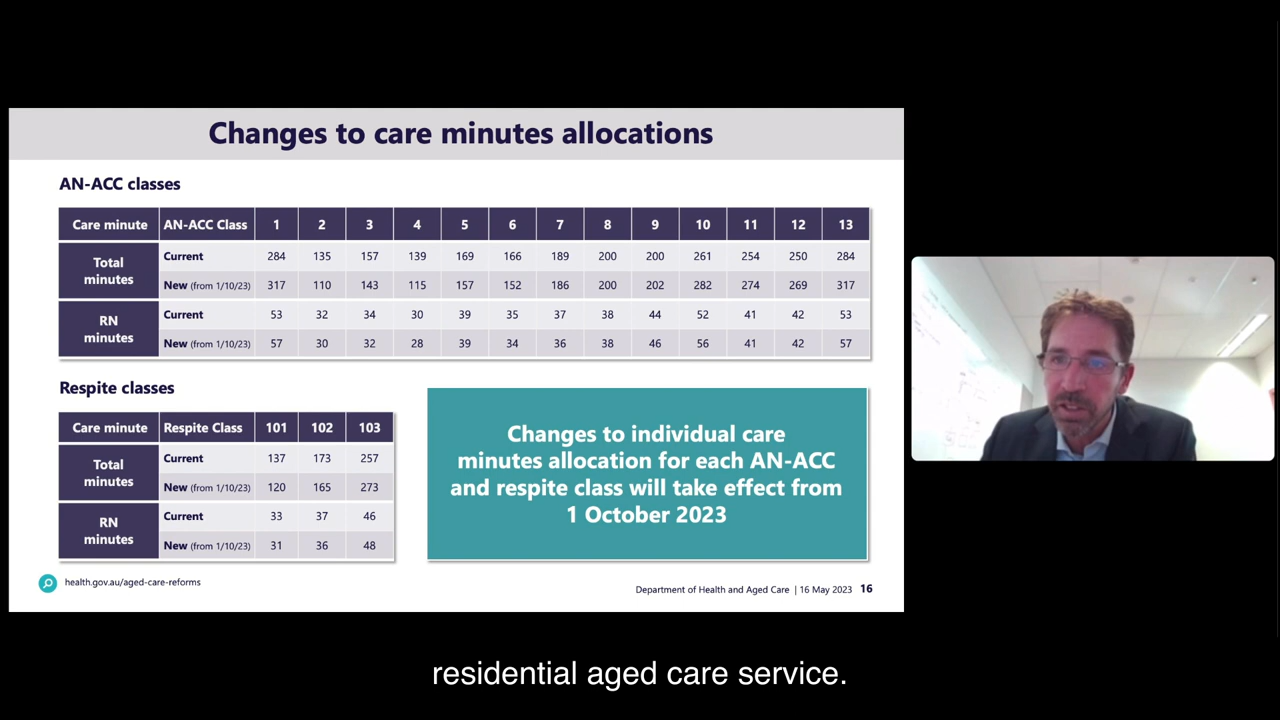 Changes to care minutes allocations
AN-ACC classes
Care minute AN-ACC Class 1 2 3 4 5 6 7 8 9 10 11 12 13
Total minutes
Current 284 135 157 139 169 166 189 200 200 261 254 250 284
New (from 1/10/23) 317 110 143 115 157 152 186 200 202 282 274 269 317
RN minutes
Current 53 32 34 30 39 35 37 38 44 52 41 42 53
New (from 1/10/23) 57 30 32 28 39 34 36 38 46 56 41 42 57
Respite classes
Care minute Respite Class 101 102 103
Total minutes
Current 137 173 257
New (from 1/10/23) 120 165 273
RN minutes
Current 33 37 46
New (from 1/10/23) 31 36 48
Changes to individual care
minutes allocation for each AN-ACC
and respite class will take effect from
1 October 2023
health.gov.au/aged-care-reforms
Department of Health and Aged Care | 16 May 2023 16
residential aged care service.